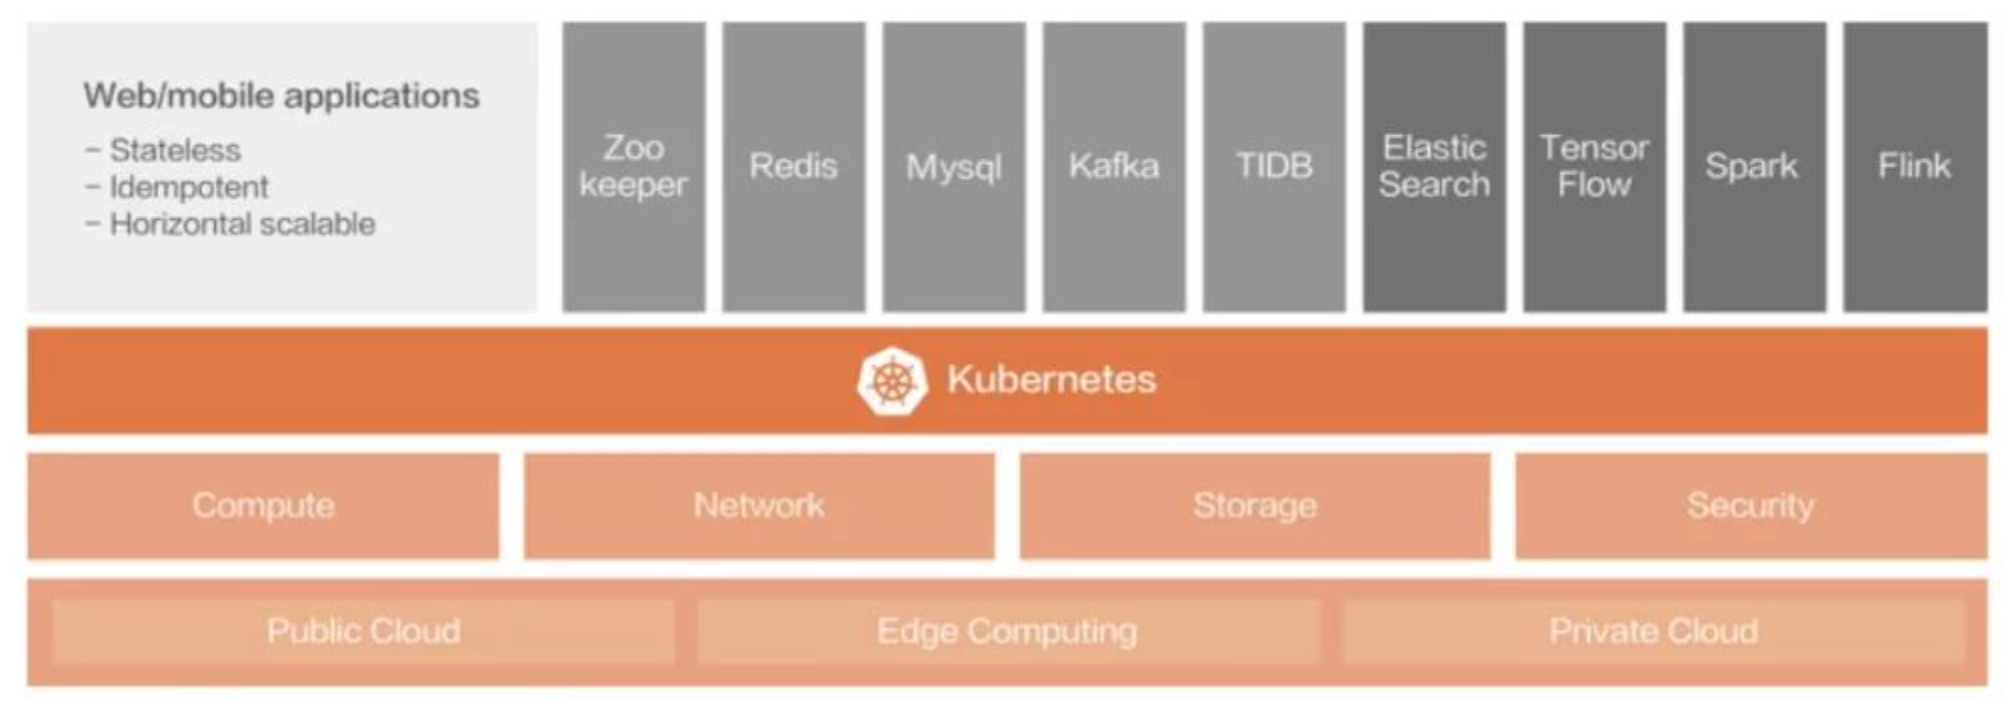 Web/mobile applications
– Stateless
– Idempotent
– Horizontal scalable
Zoo
keeper
Redis
Mysql
Kafka
TIDB
Elastic
Search
Tensor
Flow
Spark
Flink
Kubernetes
Compute
Network
Storage
Security
Public Cloud
Edge Computing
Private Cloud